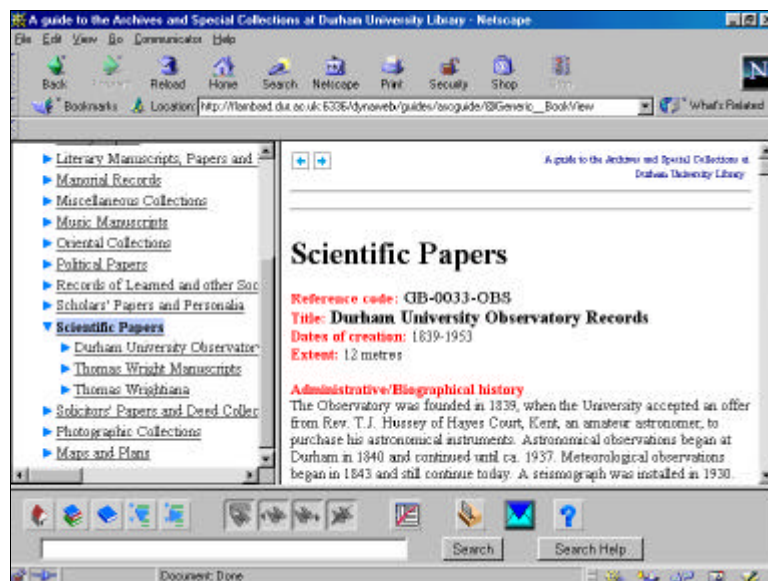 A guide to the Archives and Special Collections at Durham University Library - Netscape
File Edit View Go Communicator Help
Back Reload Home Search Netscape Print Security Shop
Bookmarks Location: http://flambard.dur.ac.uk:6336/dynaweb/guides/ascguide/@Generic__BookView What's Related
Literary Manuscripts, Papers and
Manorial Records
Miscellaneous Collections
Music Manuscripts
Oriental Collections
Political Papers
Records of Learned and other Soc
Scholars' Papers and Personalia
Scientific Papers
Durham University Observator
Thomas Wright Manuscripts
Thomas Wrightiana
Solicitors' Papers and Deed Collec
Photographic Collections
Maps and Plans
A guide to the Archives and Special Collections at
Durham University Library
Scientific Papers
Reference code: GB-0033-OBS
Title: Durham University Observatory Records
Dates of creation: 1839-1953
Extent: 12 metres
Administrative/Biographical history
The Observatory was founded in 1839, when the University accepted an offer
from Rev. T.J. Hussey of Hayes Court, Kent, an amateur astronomer, to
purchase his astronomical instruments. Astronomical observations began at
Durham in 1840 and continued until ca. 1937. Meteorological observations
began in 1843 and still continue today. A seismograph was installed in 1930.
Search Search Help
Document: Done